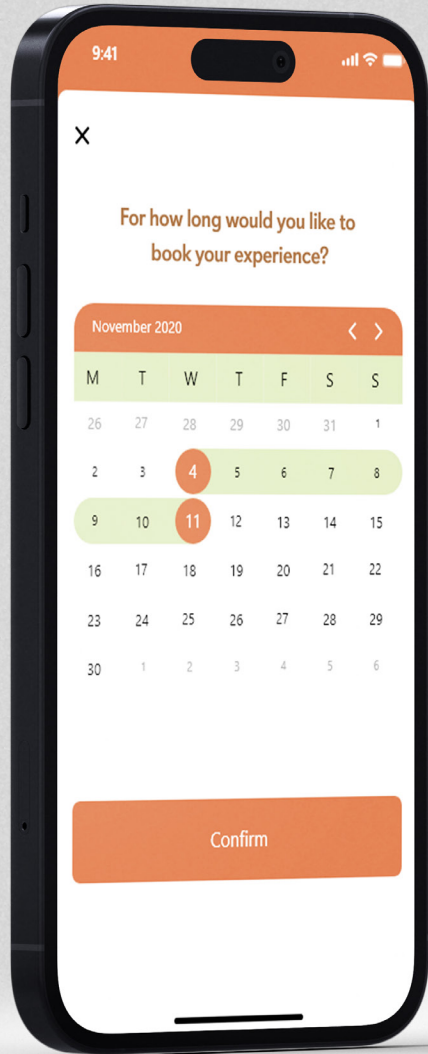 9:41
For how long would you like to
book your experience?
November 2020
M T W T F S S
26 27 28 29 30 31 1
2 3 4 5 6 7 8
9 10 11 12 13 14 15
16 17 18 19 20 21 22
23 24 25 26 27 28 29
30 1 2 3 4 5 6
Confirm